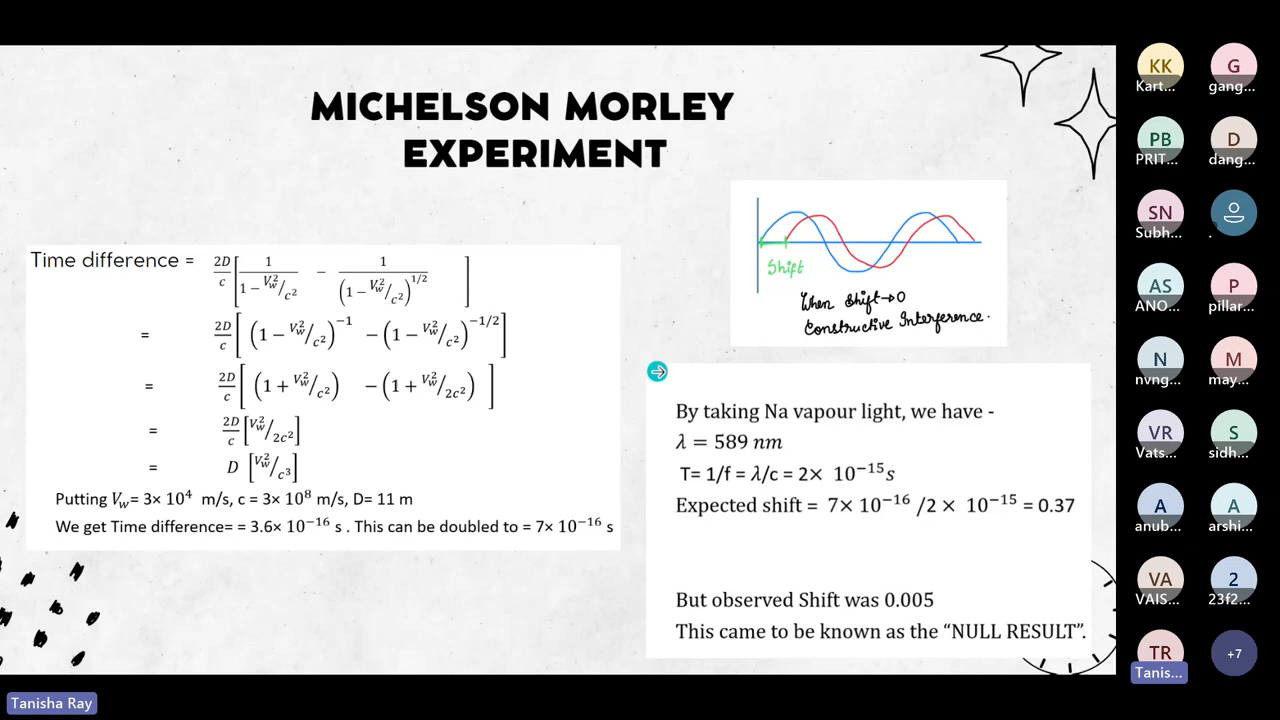 MICHELSON MORLEY
EXPERIMENT
Time difference = 2D/c [ 1/(1 − V_w²/c²) − 1/(1 − V_w²/c²)^1/2 ]
= 2D/c [ (1 − V_w²/c²)^−1 − (1 − V_w²/c²)^−1/2 ]
= 2D/c [ (1 + V_w²/c²) − (1 + V_w²/2c²) ]
= 2D/c [V_w²/2c²]
= D [V_w²/c³]
Putting V_w = 3× 10⁴ m/s, c = 3× 10⁸ m/s, D= 11 m
We get Time difference= = 3.6× 10⁻¹⁶ s . This can be doubled to = 7× 10⁻¹⁶ s
Shift
When Shift→0
Constructive Interference.
By taking Na vapour light, we have -
λ = 589 nm
T= 1/f = λ/c = 2× 10⁻¹⁵s
Expected shift = 7× 10⁻¹⁶ /2 × 10⁻¹⁵ = 0.37
But observed Shift was 0.005
This came to be known as the “NULL RESULT”.
KK G
Kart... gang...
PB D
PRIT... dang...
SN
Subh... .
AS P
ANO... pillar...
N M
nvng... may...
VR S
Vats... sidh...
A A
anub... arshi...
VA 2
VAIS... 23f2...
TR +7
Tanis...
Tanisha Ray